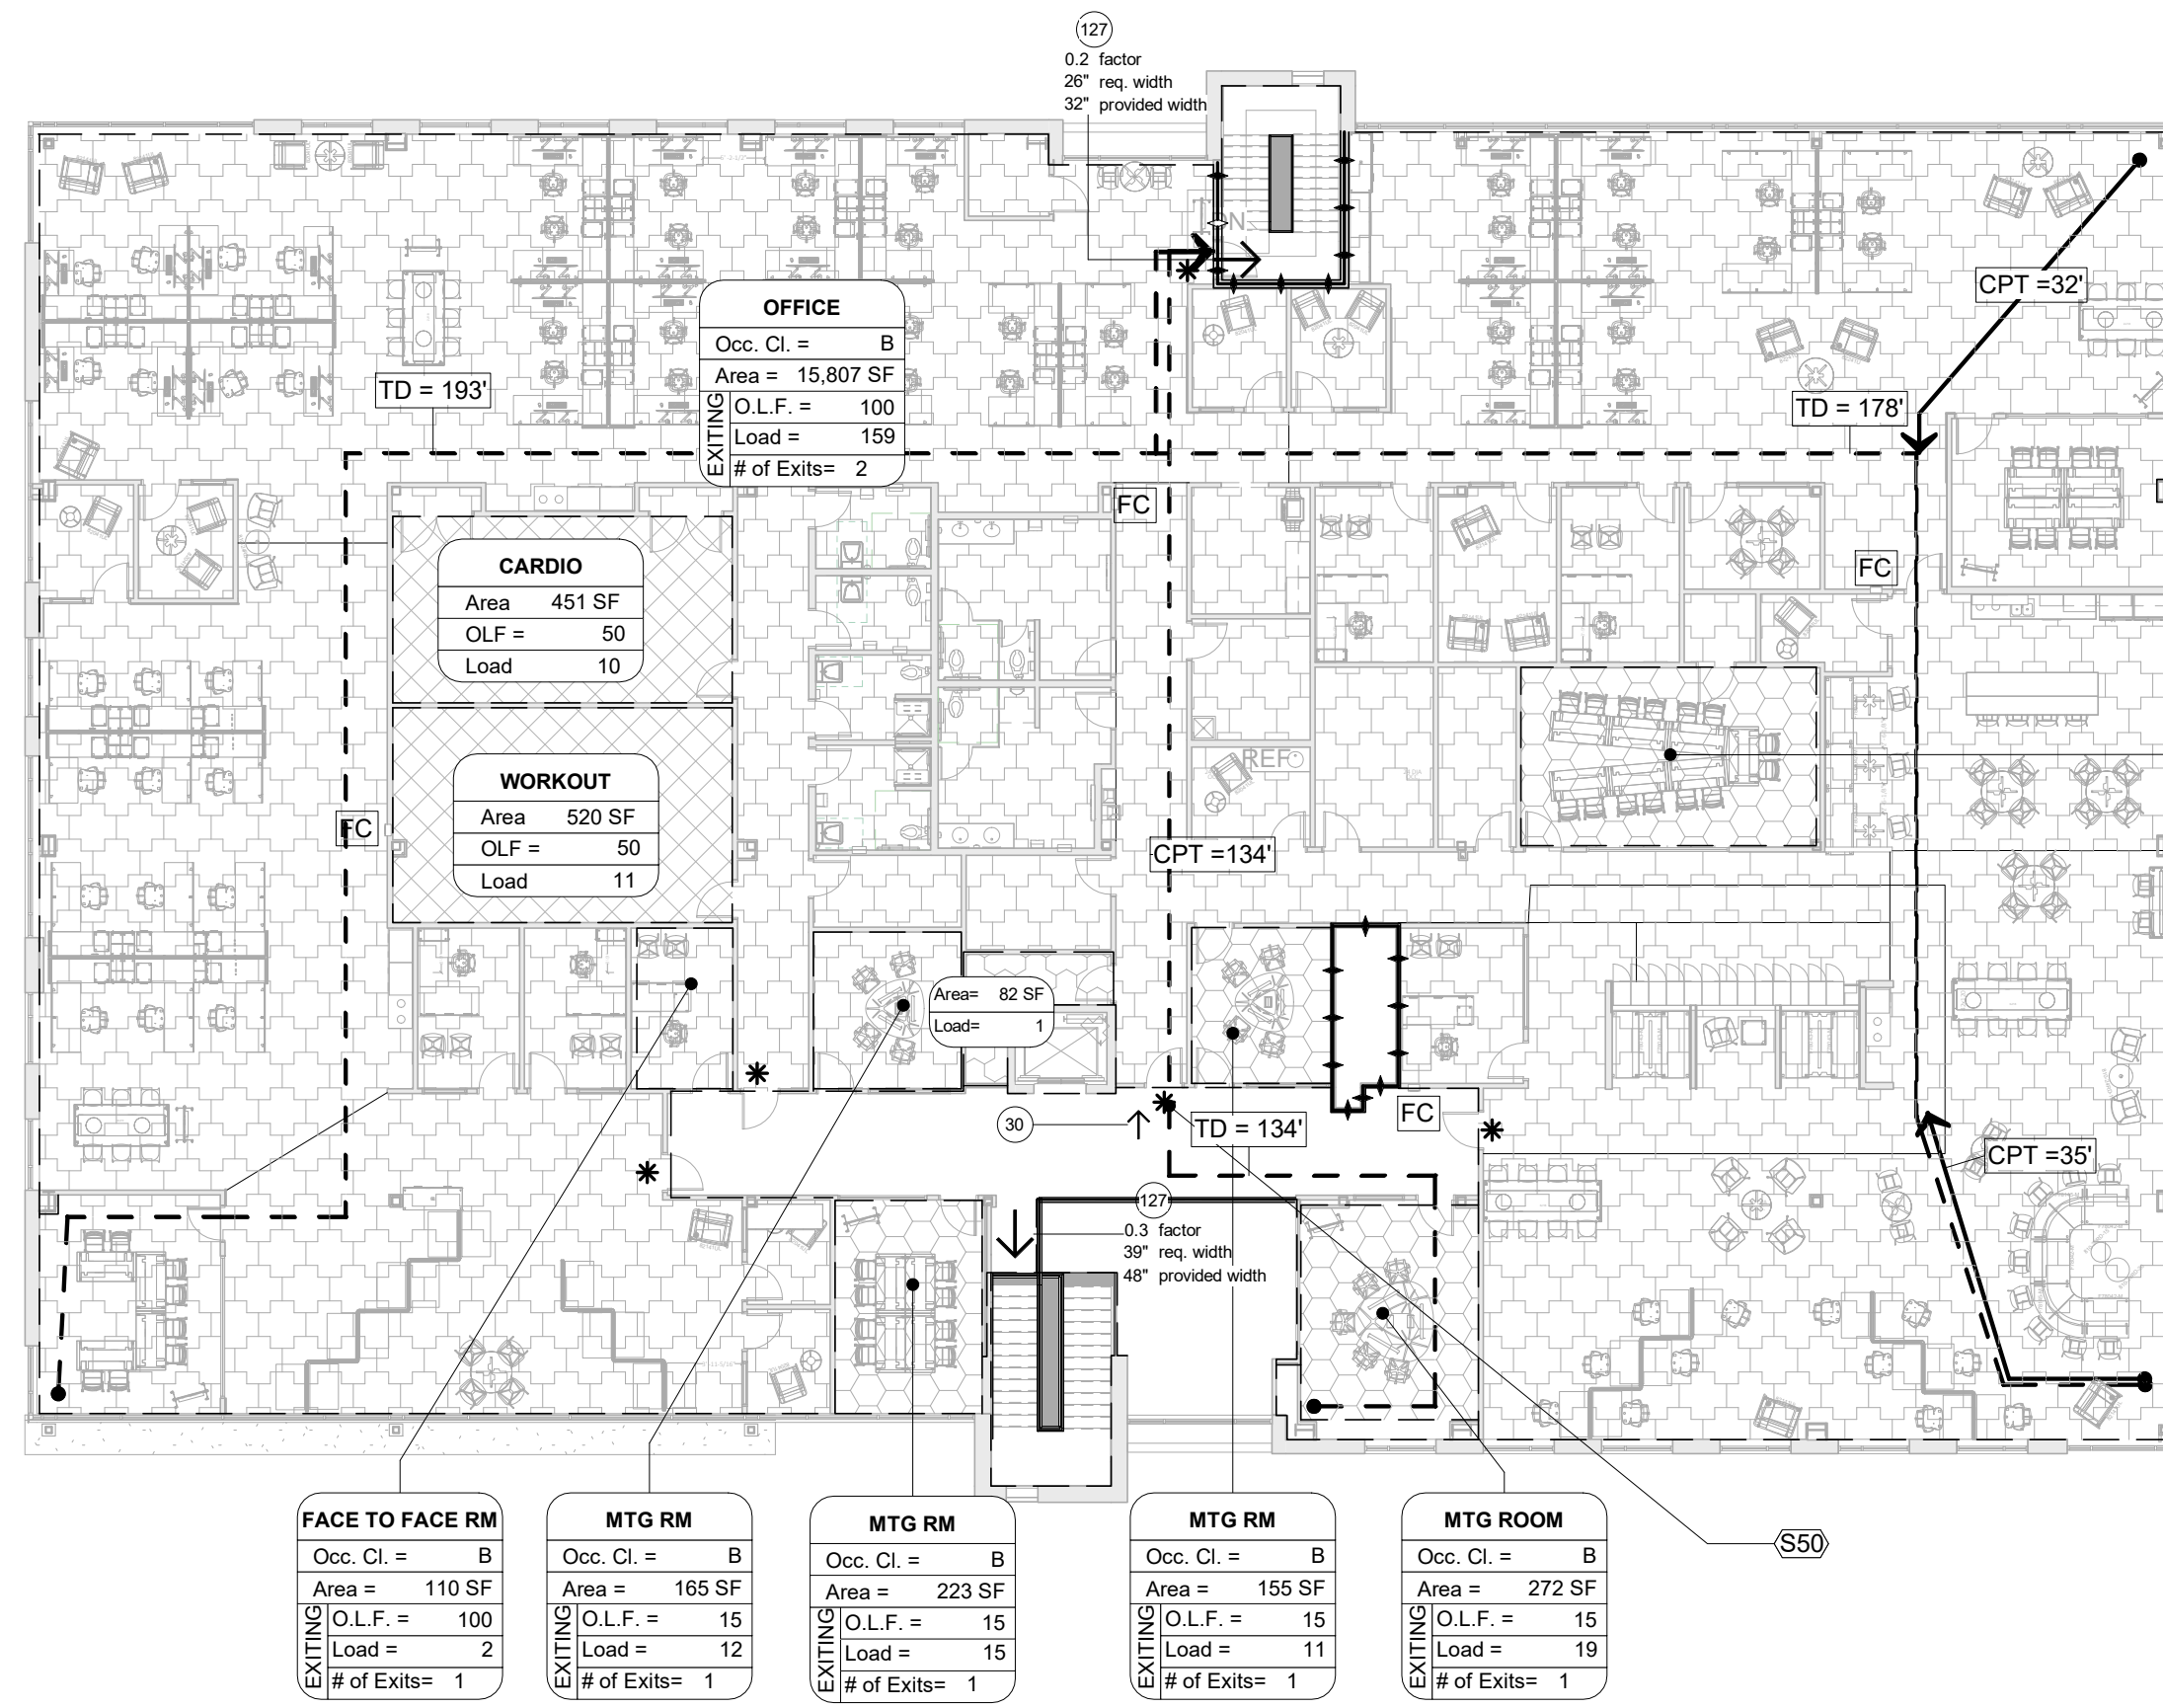 127
0.2 factor
26" req. width
32" provided width
DN
CPT =32'
OFFICE
Occ. Cl. = B
Area = 15,807 SF
EXITING
O.L.F. = 100
Load = 159
# of Exits= 2
TD = 193'
TD = 178'
FC
FC
CARDIO
Area 451 SF
OLF = 50
Load 10
WORKOUT
Area 520 SF
OLF = 50
Load 11
REF
FC
CPT =134'
Area= 82 SF
Load= 1
30
TD = 134'
FC
CPT =35'
127
0.3 factor
39" req. width
48" provided width
FACE TO FACE RM
Occ. Cl. = B
Area = 110 SF
EXITING
O.L.F. = 100
Load = 2
# of Exits= 1
MTG RM
Occ. Cl. = B
Area = 165 SF
EXITING
O.L.F. = 15
Load = 12
# of Exits= 1
MTG RM
Occ. Cl. = B
Area = 223 SF
EXITING
O.L.F. = 15
Load = 15
# of Exits= 1
MTG RM
Occ. Cl. = B
Area = 155 SF
EXITING
O.L.F. = 15
Load = 11
# of Exits= 1
MTG ROOM
Occ. Cl. = B
Area = 272 SF
EXITING
O.L.F. = 15
Load = 19
# of Exits= 1
S50